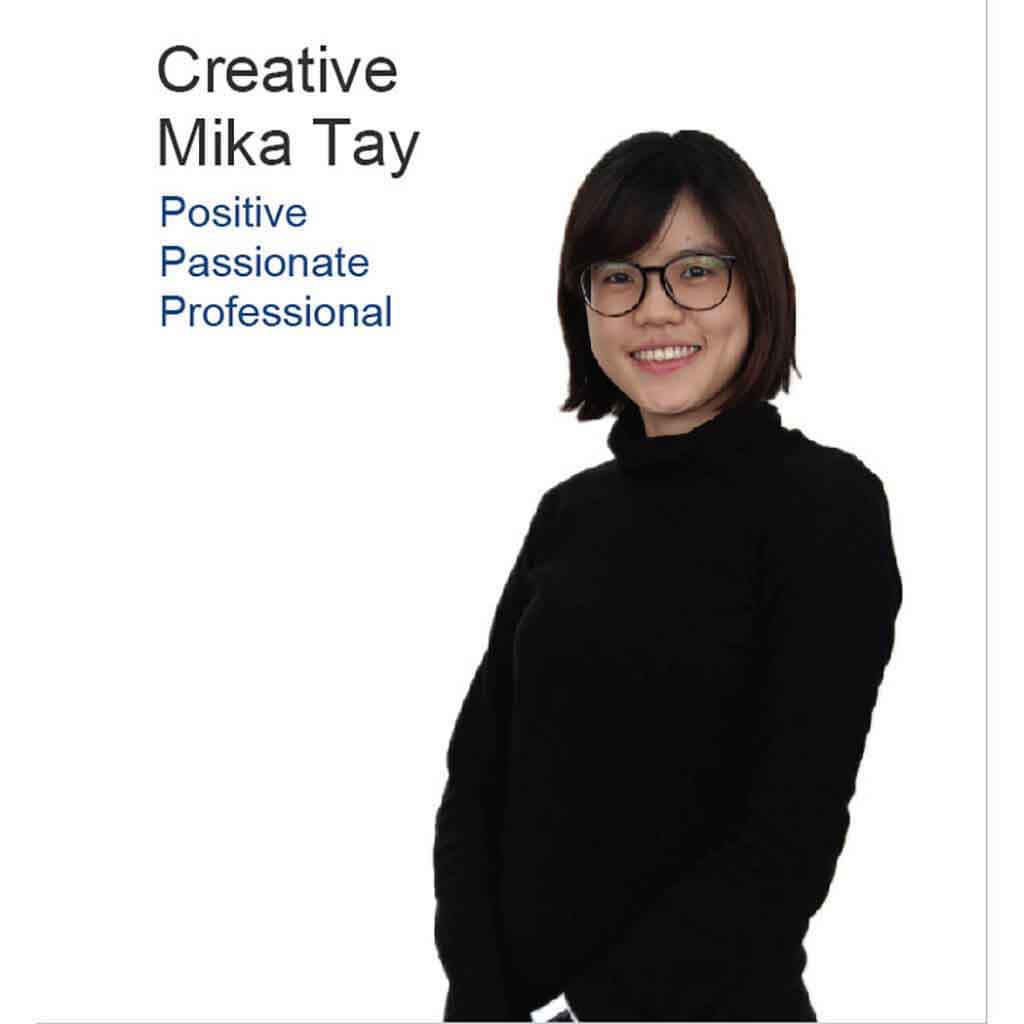 Creative
Mika Tay
Positive
Passionate
Professional